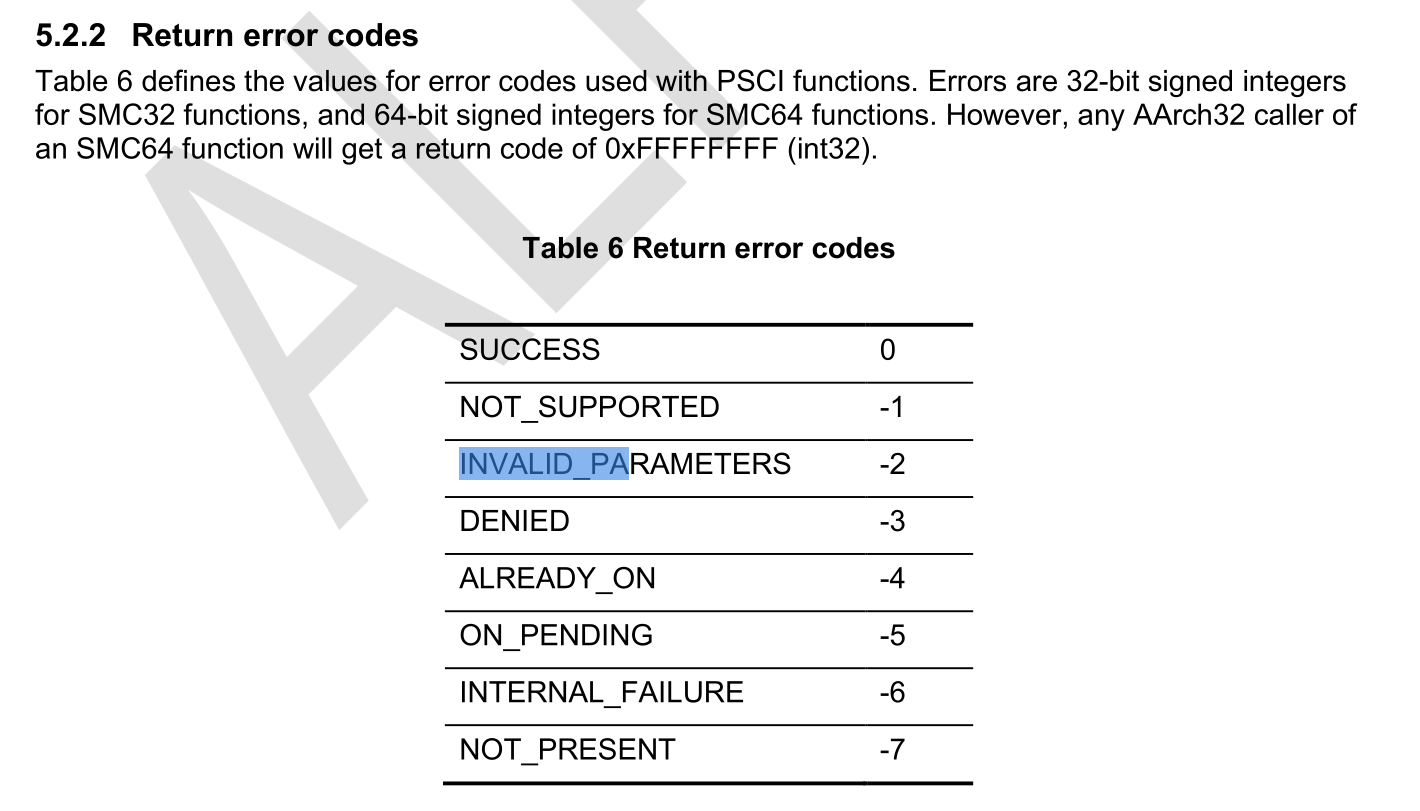 5.2.2 Return error codes
Table 6 defines the values for error codes used with PSCI functions. Errors are 32-bit signed integers
for SMC32 functions, and 64-bit signed integers for SMC64 functions. However, any AArch32 caller of
an SMC64 function will get a return code of 0xFFFFFFFF (int32).
Table 6 Return error codes
SUCCESS 0
NOT_SUPPORTED -1
INVALID_PARAMETERS -2
DENIED -3
ALREADY_ON -4
ON_PENDING -5
INTERNAL_FAILURE -6
NOT_PRESENT -7